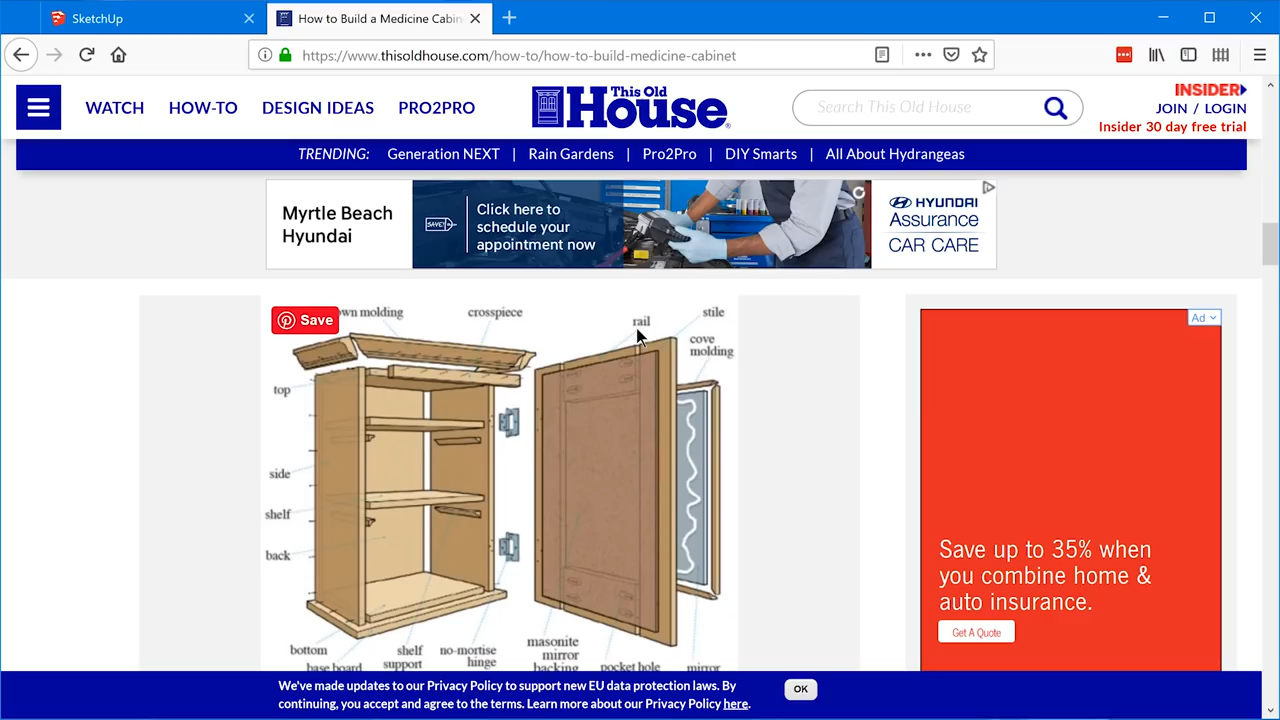 SketchUp
How to Build a Medicine Cabin
https://www.thisoldhouse.com/how-to/how-to-build-medicine-cabinet
WATCH
HOW-TO
DESIGN IDEAS
PRO2PRO
This Old
House
Search This Old House
INSIDER
JOIN / LOGIN
Insider 30 day free trial
TRENDING: Generation NEXT | Rain Gardens | Pro2Pro | DIY Smarts | All About Hydrangeas
Myrtle Beach
Hyundai
Click here to
schedule your
appointment now
HYUNDAI
Assurance
CAR CARE
Save
own molding
crosspiece
rail
stile
cove
molding
top
side
shelf
back
bottom
base board
shelf
support
no-mortise
hinge
masonite
mirror
backing
pocket hole
mirror
Ad
Save up to 35% when
you combine home &
auto insurance.
Get A Quote
We've made updates to our Privacy Policy to support new EU data protection laws. By
continuing, you accept and agree to the terms. Learn more about our Privacy Policy here.
OK